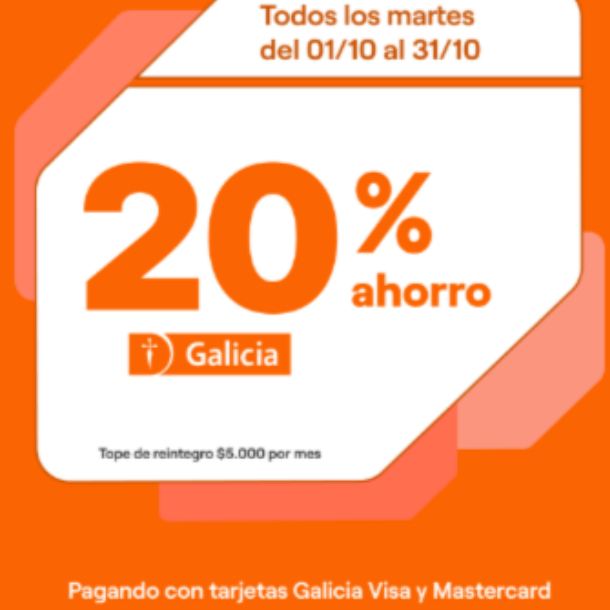 Todos los martes
del 01/10 al 31/10
20%
ahorro
Galicia
Tope de reintegro $5.000 por mes
Pagando con tarjetas Galicia Visa y Mastercard